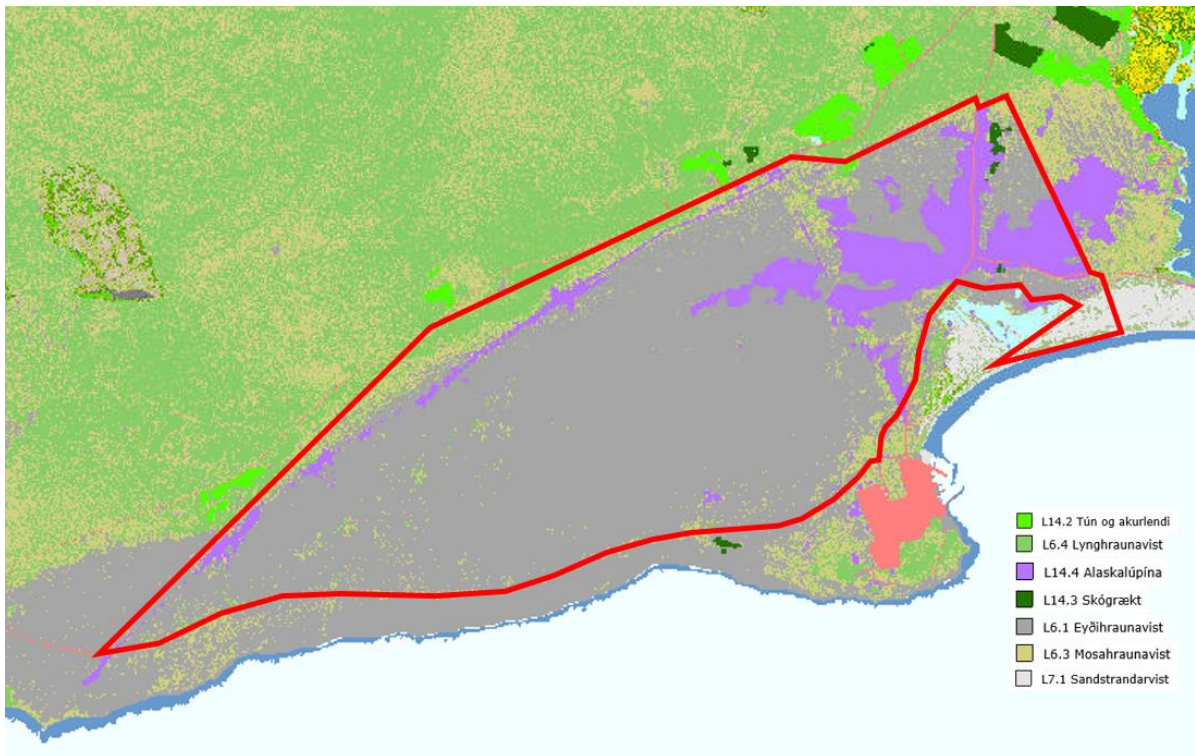 L14.2 Tún og akurlendi
L6.4 Lynghraunavist
L14.4 Alaskalúpína
L14.3 Skógrækt
L6.1 Eyðihraunavist
L6.3 Mosahraunavist
L7.1 Sandstrandarvist